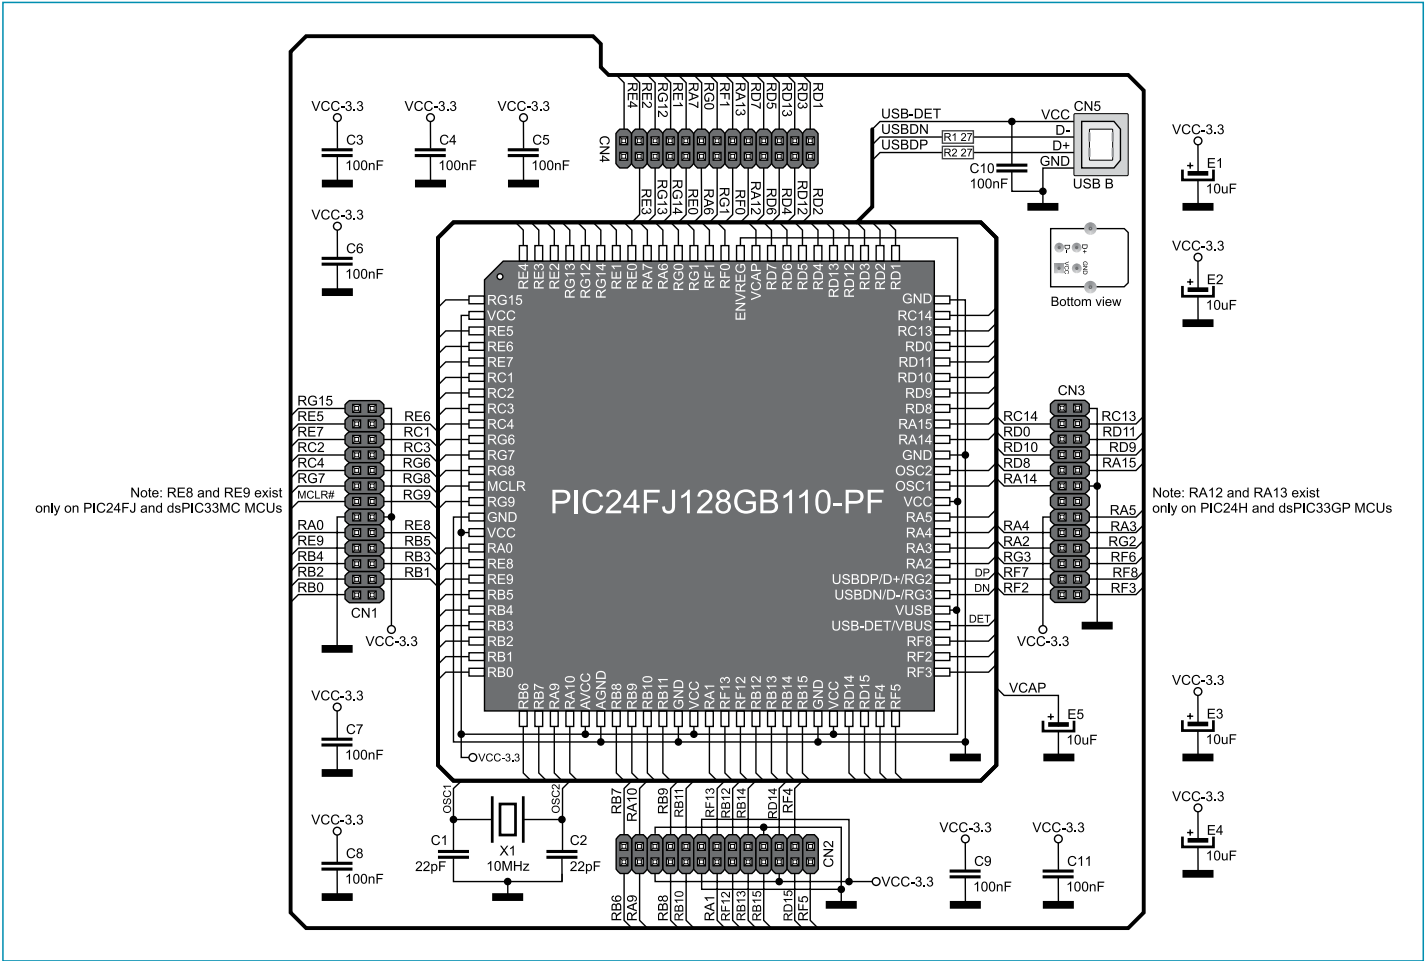 RE4
RE2
RG12
RE1
RA7
RG0
RF1
RA13
RD7
RD5
RD13
RD3
RD1
CN4
RE3
RG13
RG14
RE0
RA6
RG1
RF0
RA12
RD6
RD4
RD12
RD2
VCC-3.3
C3
100nF
VCC-3.3
C4
100nF
VCC-3.3
C5
100nF
VCC-3.3
C6
100nF
USB-DET
USBDN
USBDP
R1 27
R2 27
C10
100nF
VCC
D-
D+
GND
CN5
USB B
D-
D+
VCC
GND
Bottom view
VCC-3.3
E1
10uF
VCC-3.3
E2
10uF
RE4
RE3
RE2
RG13
RG12
RG14
RE1
RE0
RA7
RA6
RG0
RG1
RF1
RF0
ENVREG
VCAP
RD7
RD6
RD5
RD4
RD13
RD12
RD3
RD2
RD1
RG15
VCC
RE5
RE6
RE7
RC1
RC2
RC3
RC4
RG6
RG7
RG8
MCLR
RG9
GND
VCC
RA0
RE8
RE9
RB5
RB4
RB3
RB2
RB1
RB0
PIC24FJ128GB110-PF
GND
RC14
RC13
RD0
RD11
RD10
RD9
RD8
RA15
RA14
GND
OSC2
OSC1
VCC
RA5
RA4
RA3
RA2
USBDP/D+/RG2
USBDN/D-/RG3
VUSB
USB-DET/VBUS
RF8
RF2
RF3
DP
DN
DET
RB6
RB7
RA9
RA10
AVCC
AGND
RB8
RB9
RB10
RB11
GND
VCC
RA1
RF13
RF12
RB12
RB13
RB14
RB15
GND
VCC
RD14
RD15
RF4
RF5
VCC-3.3
RG15
RE5
RE7
RC2
RC4
RG7
MCLR#
RA0
RE9
RB4
RB2
RB0
RE6
RC1
RC3
RG6
RG8
RG9
RE8
RB5
RB3
RB1
CN1
VCC-3.3
Note: RE8 and RE9 exist
only on PIC24FJ and dsPIC33MC MCUs
CN3
RC14
RD0
RD10
RD8
RA14
RA4
RA2
RG3
RF7
RF2
RC13
RD11
RD9
RA15
RA5
RA3
RG2
RF6
RF8
RF3
VCC-3.3
Note: RA12 and RA13 exist
only on PIC24H and dsPIC33GP MCUs
VCAP
E5
10uF
VCC-3.3
E3
10uF
VCC-3.3
E4
10uF
VCC-3.3
C7
100nF
VCC-3.3
C8
100nF
OSC1
OSC2
C1
22pF
X1
10MHz
C2
22pF
RB7
RA10
RB9
RB11
RF13
RB12
RB14
RD14
RF4
CN2
RB6
RA9
RB8
RB10
RA1
RF12
RB13
RB15
RD15
RF5
VCC-3.3
VCC-3.3
C9
100nF
VCC-3.3
C11
100nF